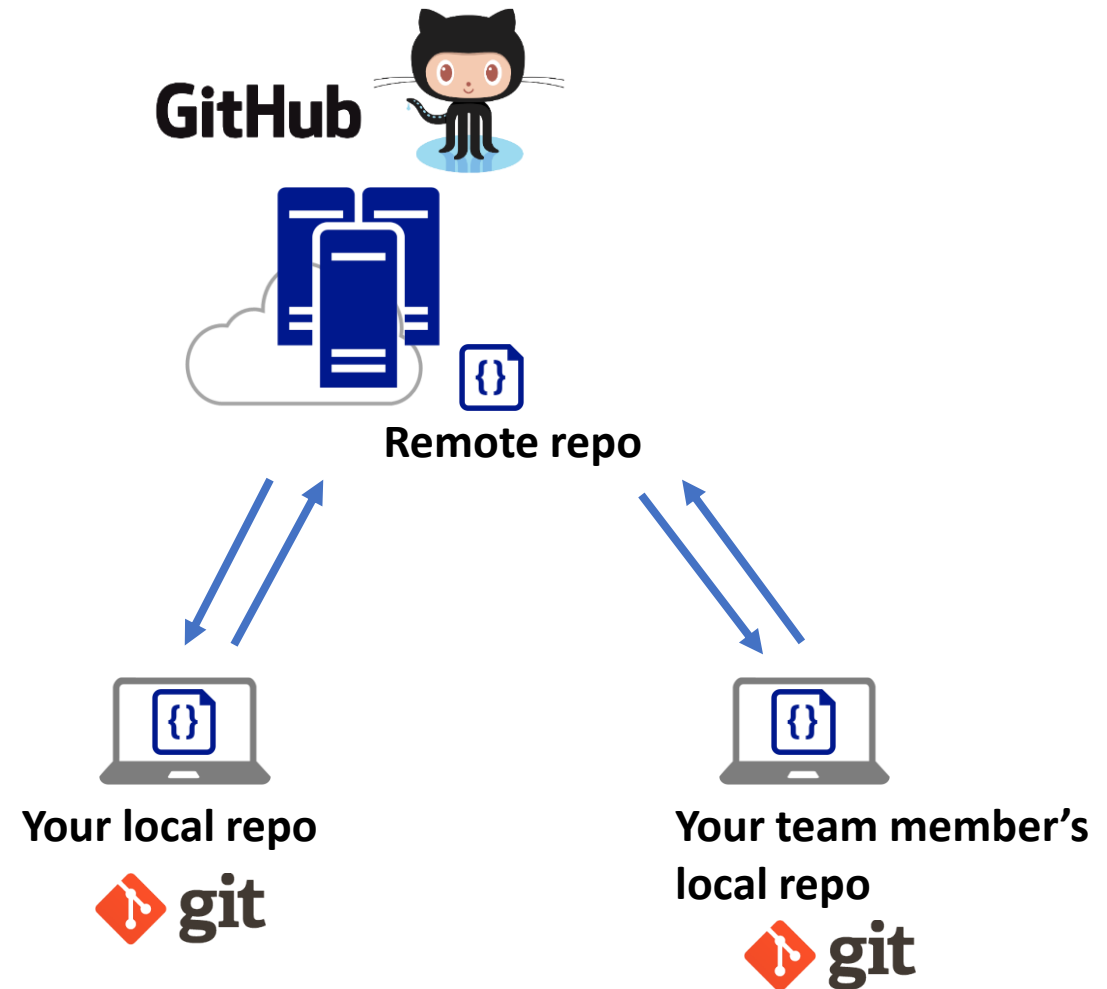 GitHub
{}
Remote repo
{}
{}
Your local repo
Your team member’s
local repo
git
git